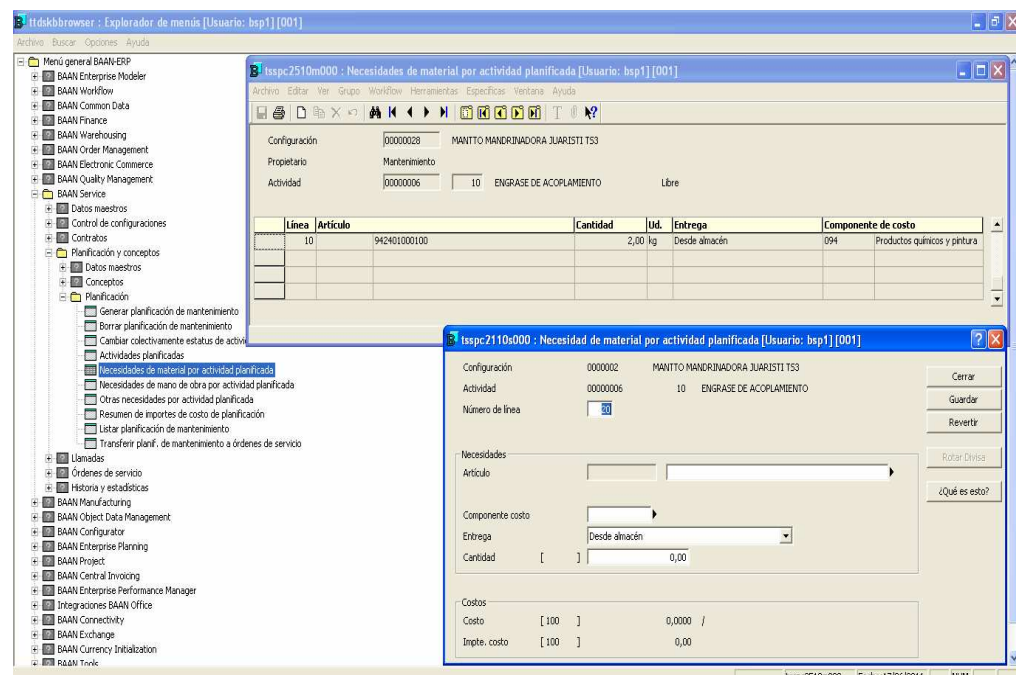 ttdskbbrowser : Explorador de menús [Usuario: bsp1] [001]
Archivo Buscar Opciones Ayuda
Menú general BAAN-ERP
BAAN Enterprise Modeler
BAAN Workflow
BAAN Common Data
BAAN Finance
BAAN Warehousing
BAAN Order Management
BAAN Electronic Commerce
BAAN Quality Management
BAAN Service
Datos maestros
Control de configuraciones
Contratos
Planificación y conceptos
Datos maestros
Conceptos
Planificación
Generar planificación de mantenimiento
Borrar planificación de mantenimiento
Cambiar colectivamente estatus de activi
Actividades planificadas
Necesidades de material por actividad planificada
Necesidades de mano de obra por actividad planificada
Otras necesidades por actividad planificada
Resumen de importes de costo de planificación
Listar planificación de mantenimiento
Transferir planif. de mantenimiento a órdenes de servicio
Llamadas
Órdenes de servicio
Historia y estadísticas
BAAN Manufacturing
BAAN Object Data Management
BAAN Configurator
BAAN Enterprise Planning
BAAN Project
BAAN Central Invoicing
BAAN Enterprise Performance Manager
Integraciones BAAN Office
BAAN Connectivity
BAAN Exchange
BAAN Currency Initialization
BAAN Tools
tsspc2510m000 : Necesidades de material por actividad planificada [Usuario: bsp1] [001]
Archivo Editar Ver Grupo Workflow Herramientas Específicas Ventana Ayuda
Configuración 00000028 MANTTO MANDRINADORA JUARISTI TS3
Propietario Mantenimiento
Actividad 00000006 10 ENGRASE DE ACOPLAMIENTO Libre
Línea Artículo Cantidad Ud. Entrega Componente de costo
10 942401000100 2,00 kg Desde almacén 094 Productos químicos y pintura
tsspc2110s000 : Necesidad de material por actividad planificada [Usuario: bsp1] [001]
Configuración 0000002 MANTTO MANDRINADORA JUARISTI TS3
Actividad 00000006 10 ENGRASE DE ACOPLAMIENTO
Número de línea 20
Necesidades
Artículo
Componente costo
Entrega Desde almacén
Cantidad [ ] 0,00
Costos
Costo [ 100 ] 0,0000 /
Impte. costo [ 100 ] 0,00
Cerrar
Guardar
Revertir
Rotar Divisa
¿Qué es esto?